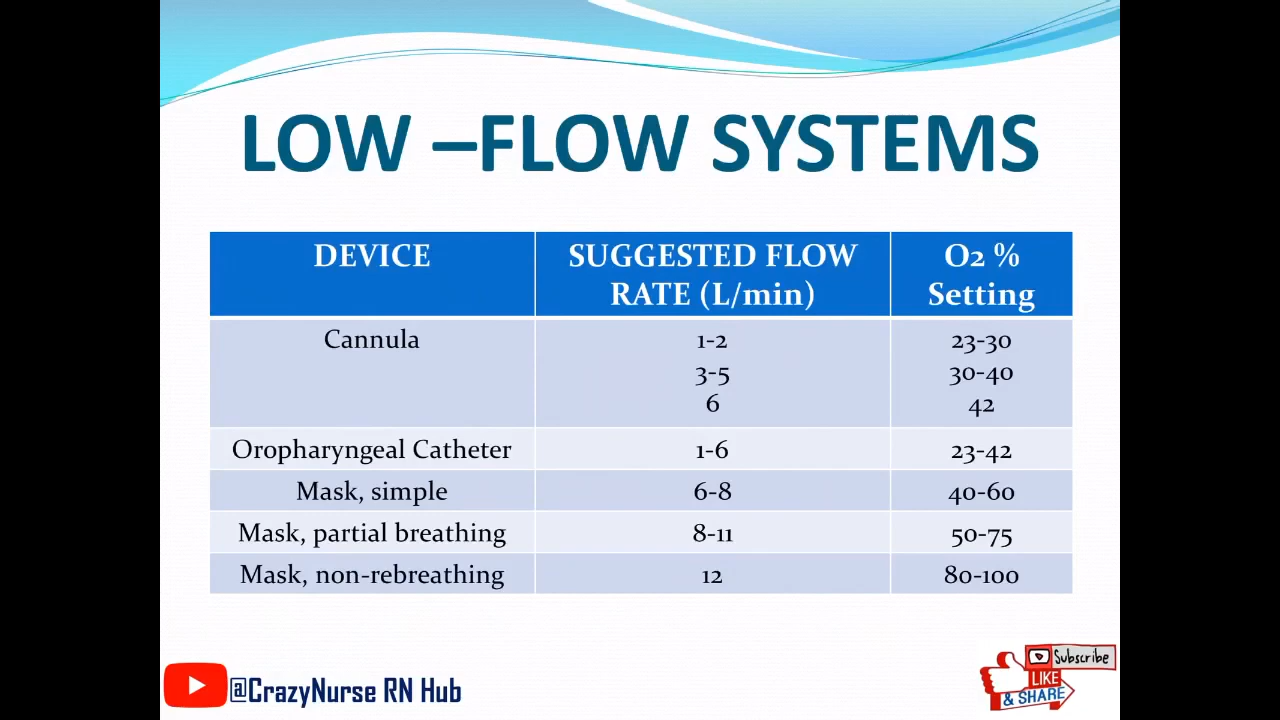 LOW –FLOW SYSTEMS
DEVICE SUGGESTED FLOW RATE (L/min) O2 % Setting
Cannula 1-2 23-30
3-5 30-40
6 42
Oropharyngeal Catheter 1-6 23-42
Mask, simple 6-8 40-60
Mask, partial breathing 8-11 50-75
Mask, non-rebreathing 12 80-100
@CrazyNurse RN Hub
Subscribe
LIKE
& SHARE